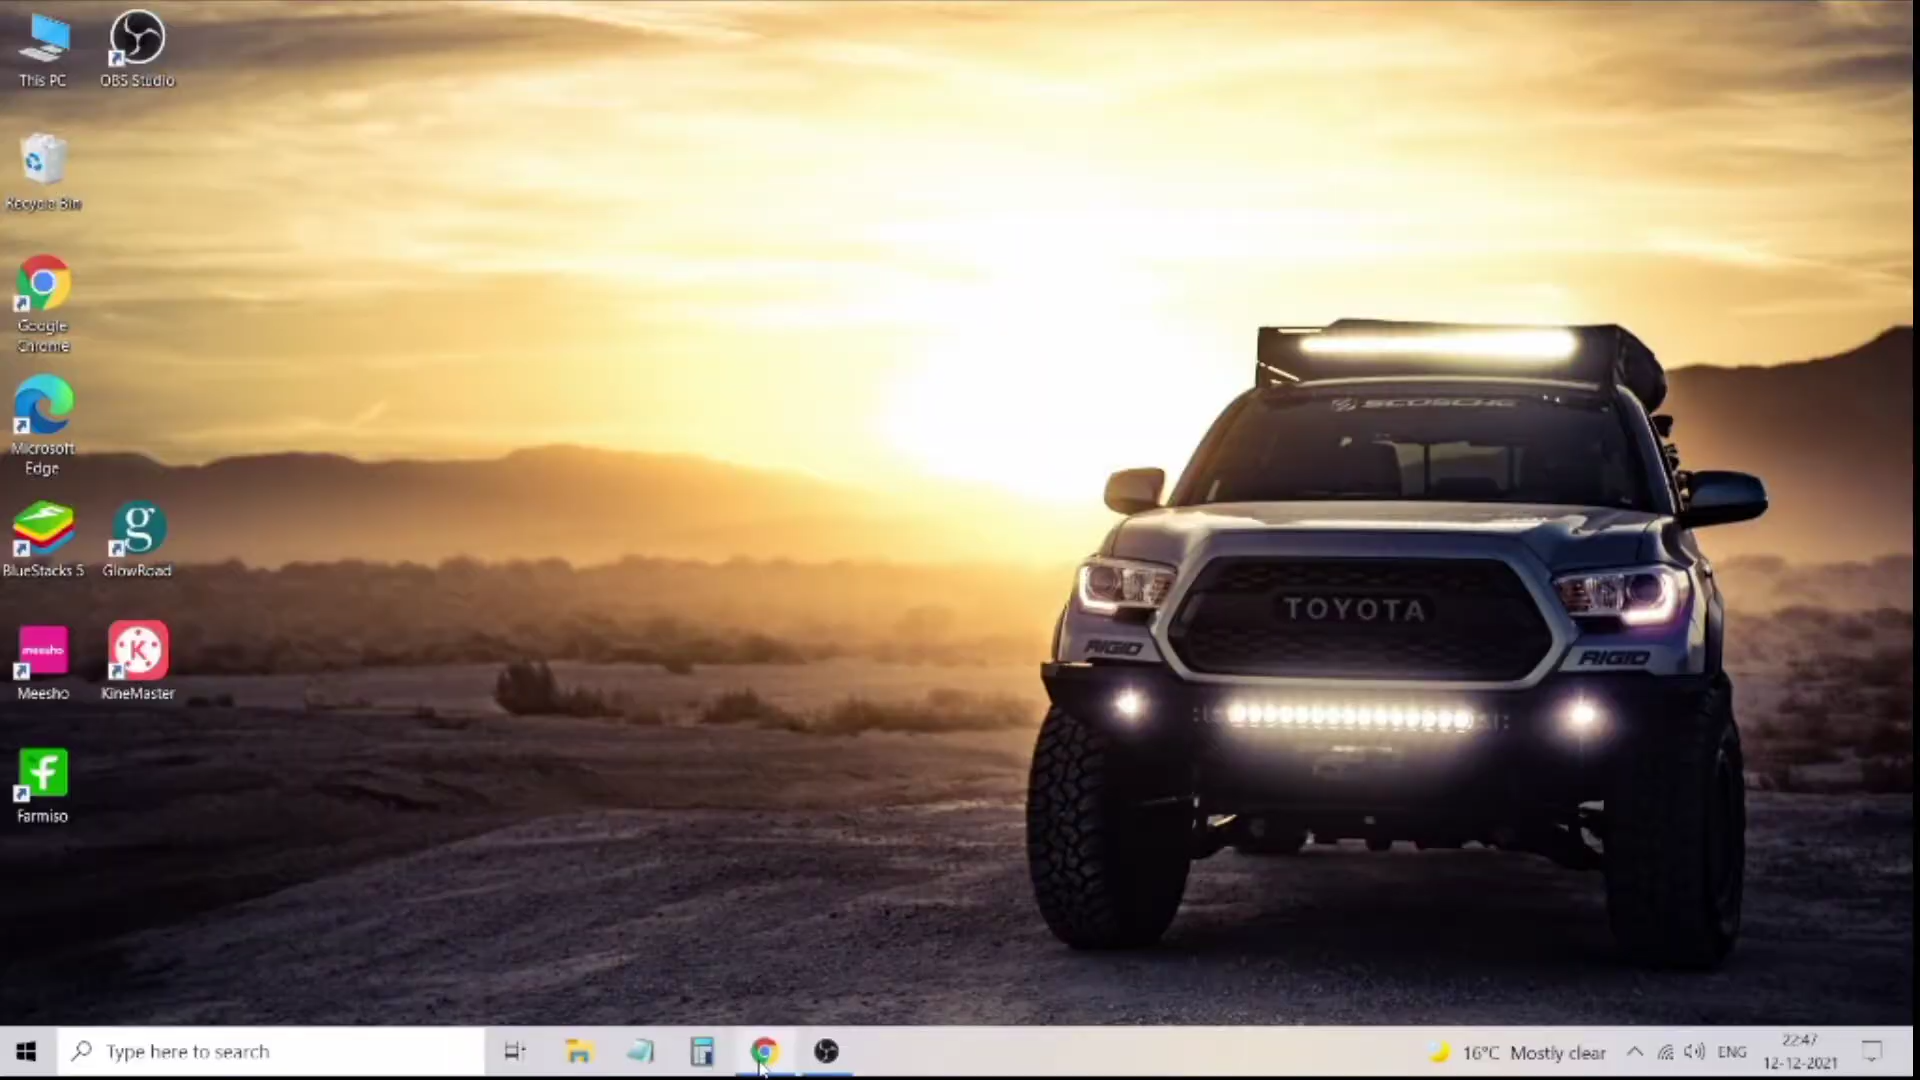 This PC
OBS Studio
Recycle Bin
Google
Chrome
Microsoft
Edge
BlueStacks 5
g
GlowRoad
meesho
Meesho
K
KineMaster
f
Farmiso
SCOSCHE
TOYOTA
RIGID
RIGID
Type here to search
16°C Mostly clear
ENG
22:47
12-12-2021